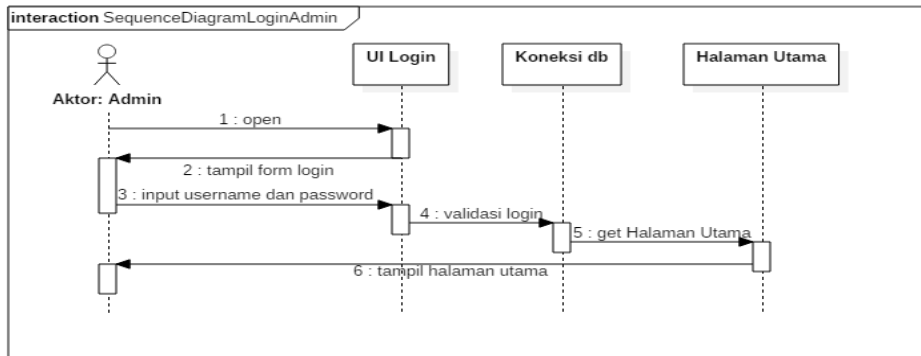 interaction SequenceDiagramLoginAdmin
UI Login
Koneksi db
Halaman Utama
Aktor: Admin
1 : open
2 : tampil form login
3 : input username dan password
4 : validasi login
5 : get Halaman Utama
6 : tampil halaman utama